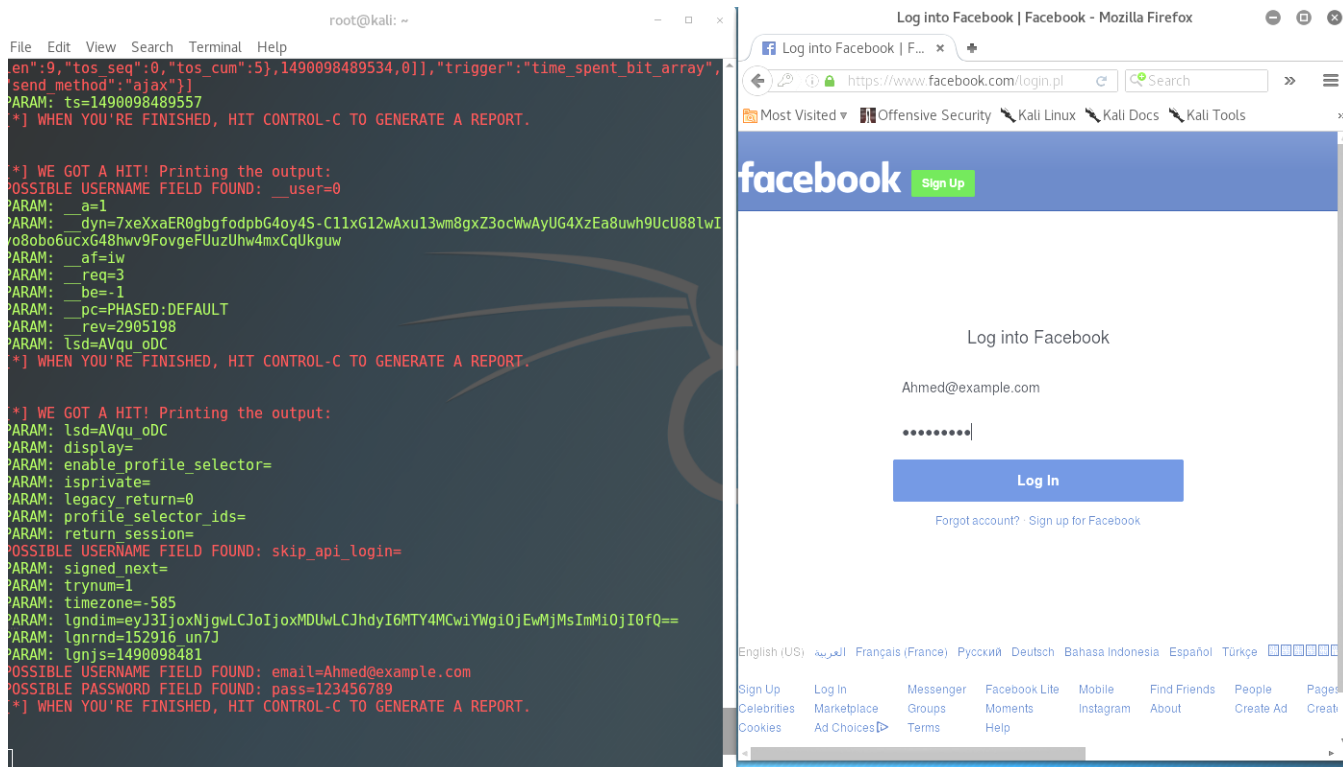 root@kali: ~
File Edit View Search Terminal Help
len":9,"tos_seq":0,"tos_cum":5},1490098489534,0]],"trigger":"time_spent_bit_array",
"send_method":"ajax"}]
PARAM: ts=1490098489557
[*] WHEN YOU'RE FINISHED, HIT CONTROL-C TO GENERATE A REPORT.
[*] WE GOT A HIT! Printing the output:
POSSIBLE USERNAME FIELD FOUND: __user=0
PARAM: __a=1
PARAM: __dyn=7xeXxaER0gbgfodpbG4oy4S-C11xG12wAxu13wm8gxZ3ocWwAyUG4XzEa8uwh9UcU88lwI
vo8obo6ucxG48hwv9FovgeFUuzUhw4mxCqUkguw
PARAM: __af=iw
PARAM: __req=3
PARAM: __be=-1
PARAM: __pc=PHASED:DEFAULT
PARAM: __rev=2905198
PARAM: lsd=AVqu_oDC
[*] WHEN YOU'RE FINISHED, HIT CONTROL-C TO GENERATE A REPORT.
[*] WE GOT A HIT! Printing the output:
PARAM: lsd=AVqu_oDC
PARAM: display=
PARAM: enable_profile_selector=
PARAM: isprivate=
PARAM: legacy_return=0
PARAM: profile_selector_ids=
PARAM: return_session=
POSSIBLE USERNAME FIELD FOUND: skip_api_login=
PARAM: signed_next=
PARAM: trynum=1
PARAM: timezone=-585
PARAM: lgndim=eyJ3IjoxNjgwLCJoIjoxMDUwLCJhdyI6MTY4MCwiYWgiOjEwMjMsImMiOjI0fQ==
PARAM: lgnrnd=152916_un7J
PARAM: lgnjs=1490098481
POSSIBLE USERNAME FIELD FOUND: email=Ahmed@example.com
POSSIBLE PASSWORD FIELD FOUND: pass=123456789
[*] WHEN YOU'RE FINISHED, HIT CONTROL-C TO GENERATE A REPORT.
Log into Facebook | Facebook - Mozilla Firefox
Log into Facebook | F...
https://www.facebook.com/login.pl
Search
Most Visited Offensive Security Kali Linux Kali Docs Kali Tools
facebook Sign Up
Log into Facebook
Ahmed@example.com
•••••••••
Log In
Forgot account? · Sign up for Facebook
English (US) العربية Français (France) Русский Deutsch Bahasa Indonesia Español Türkçe
Sign Up Log In Messenger Facebook Lite Mobile Find Friends People Pages
Celebrities Marketplace Groups Moments Instagram About Create Ad Create
Cookies Ad Choices Terms Help